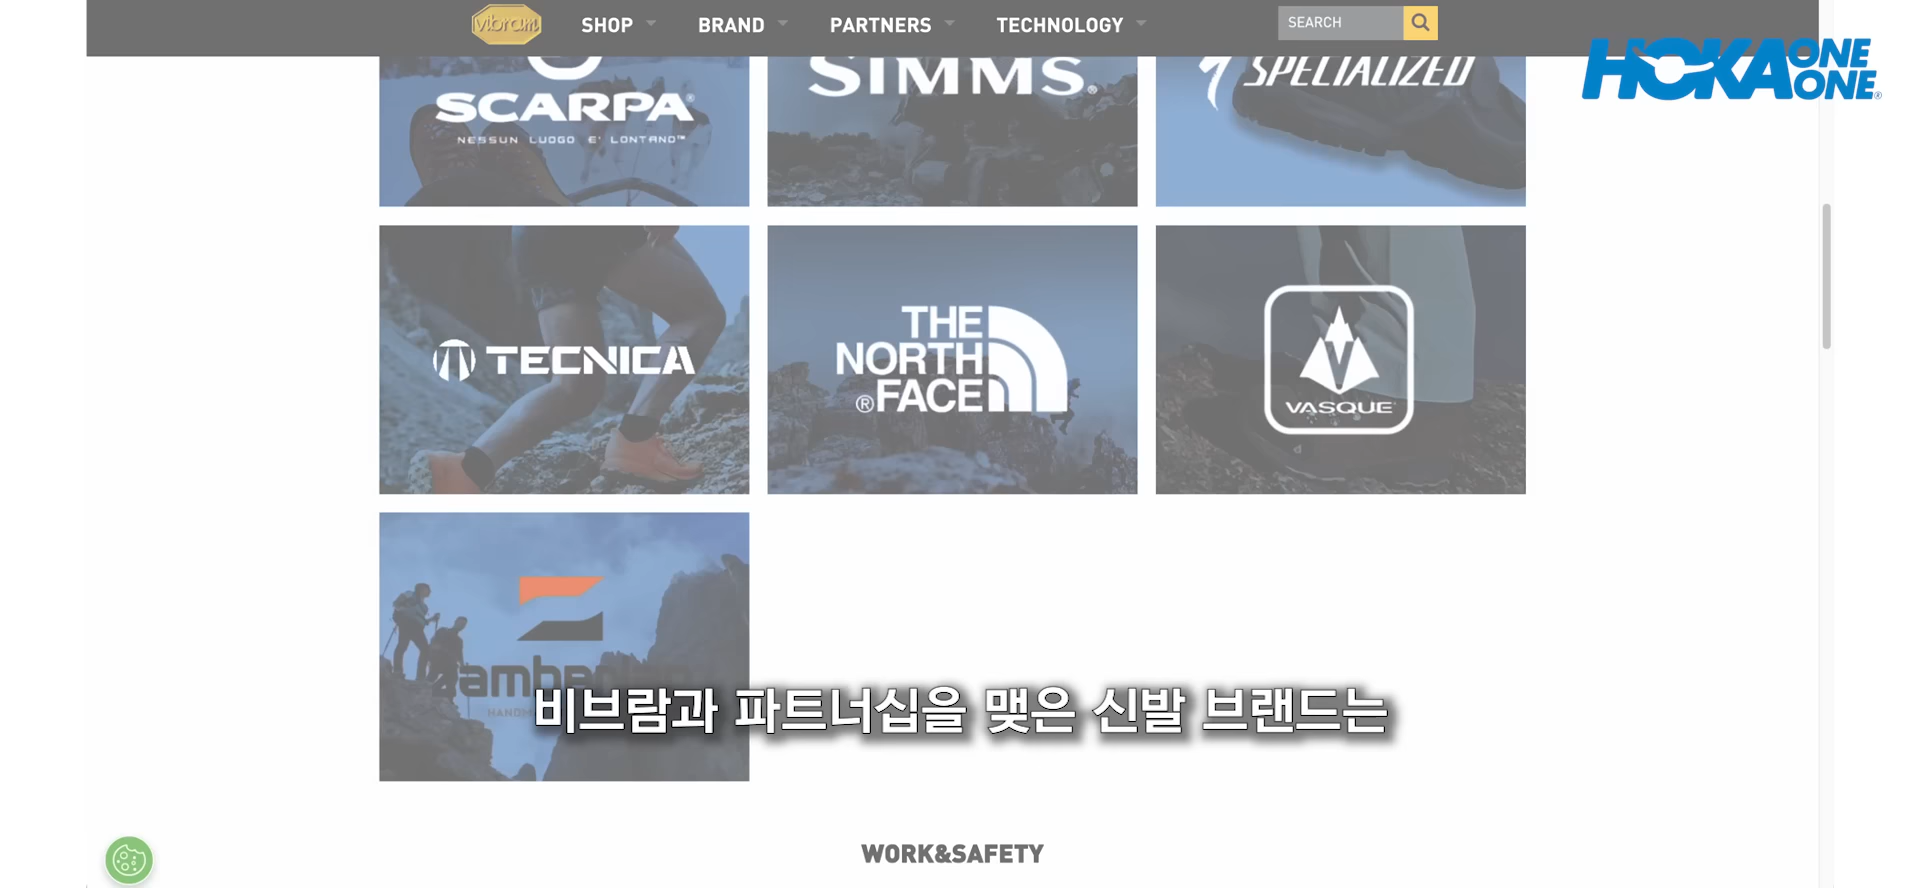 vibram SHOP BRAND PARTNERS TECHNOLOGY SEARCH
HOKA ONE ONE®
SCARPA®
NESSUN LUOGO E' LONTANO™
SIMMS®
SPECIALIZED
TECNICA
THE
NORTH
®FACE
VASQUE
비브람과 파트너십을 맺은 신발 브랜드는
WORK&SAFETY